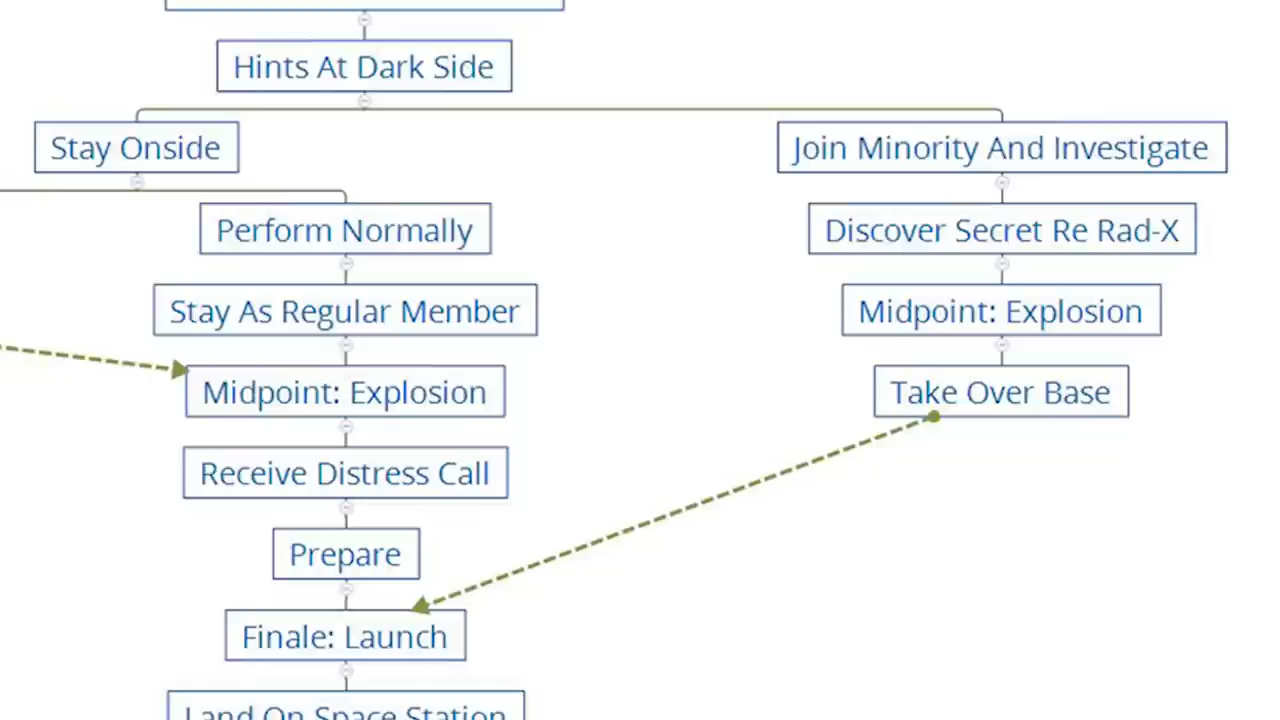 Hints At Dark Side
Stay Onside
Join Minority And Investigate
Perform Normally
Discover Secret Re Rad-X
Stay As Regular Member
Midpoint: Explosion
Midpoint: Explosion
Take Over Base
Receive Distress Call
Prepare
Finale: Launch
Land On Space Station